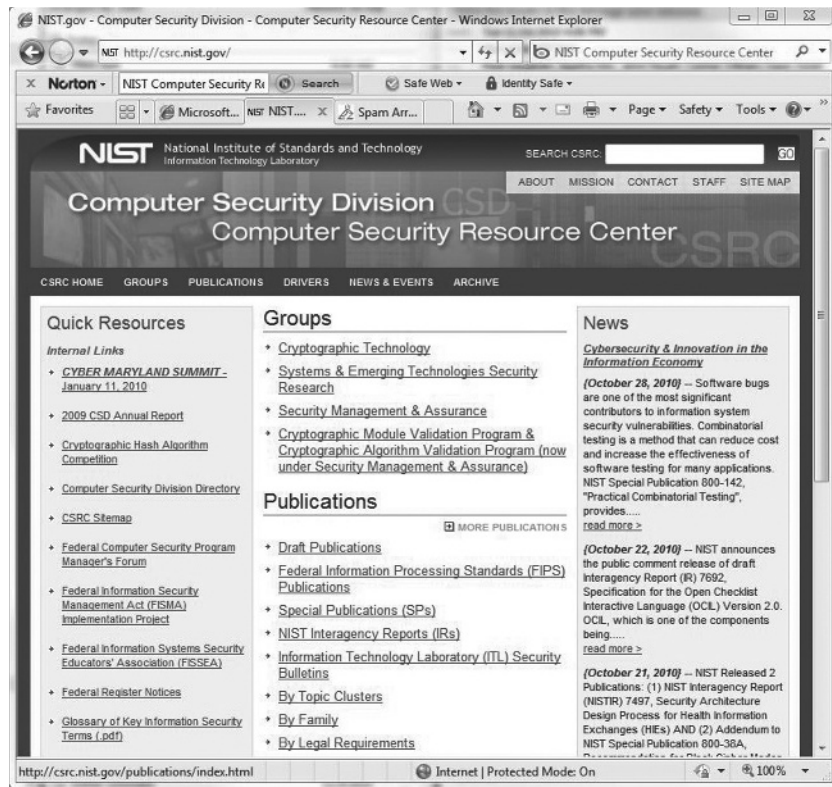 NIST.gov - Computer Security Division - Computer Security Resource Center - Windows Internet Explorer
NIST http://csrc.nist.gov/
NIST Computer Security Resource Center
x Norton - NIST Computer Security Re Search Safe Web Identity Safe
Favorites Microsoft... NIST NIST.... x Spam Arr... Page Safety Tools
NIST National Institute of Standards and Technology
Information Technology Laboratory
SEARCH CSRC: GO
ABOUT MISSION CONTACT STAFF SITE MAP
Computer Security Division CSD
Computer Security Resource Center CSRC
CSRC HOME GROUPS PUBLICATIONS DRIVERS NEWS & EVENTS ARCHIVE
Quick Resources
Internal Links
CYBER MARYLAND SUMMIT -
January 11, 2010
2009 CSD Annual Report
Cryptographic Hash Algorithm
Competition
Computer Security Division Directory
CSRC Sitemap
Federal Computer Security Program
Manager's Forum
Federal Information Security
Management Act (FISMA)
Implementation Project
Federal Information Systems Security
Educators' Association (FISSEA)
Federal Register Notices
Glossary of Key Information Security
Terms (.pdf)
Groups
Cryptographic Technology
Systems & Emerging Technologies Security
Research
Security Management & Assurance
Cryptographic Module Validation Program &
Cryptographic Algorithm Validation Program (now
under Security Management & Assurance)
Publications
MORE PUBLICATIONS
Draft Publications
Federal Information Processing Standards (FIPS)
Publications
Special Publications (SPs)
NIST Interagency Reports (IRs)
Information Technology Laboratory (ITL) Security
Bulletins
By Topic Clusters
By Family
By Legal Requirements
News
Cybersecurity & Innovation in the
Information Economy
{October 28, 2010} -- Software bugs
are one of the most significant
contributors to information system
security vulnerabilities. Combinatorial
testing is a method that can reduce cost
and increase the effectiveness of
software testing for many applications.
NIST Special Publication 800-142,
"Practical Combinatorial Testing",
provides.....
read more >
{October 22, 2010} -- NIST announces
the public comment release of draft
Interagency Report (IR) 7692,
Specification for the Open Checklist
Interactive Language (OCIL) Version 2.0.
OCIL, which is one of the components
being.....
read more >
{October 21, 2010} -- NIST Released 2
Publications: (1) NIST Interagency Report
(NISTIR) 7497, Security Architecture
Design Process for Health Information
Exchanges (HIEs) AND (2) Addendum to
NIST Special Publication 800-38A,
http://csrc.nist.gov/publications/index.html
Internet | Protected Mode: On
100%